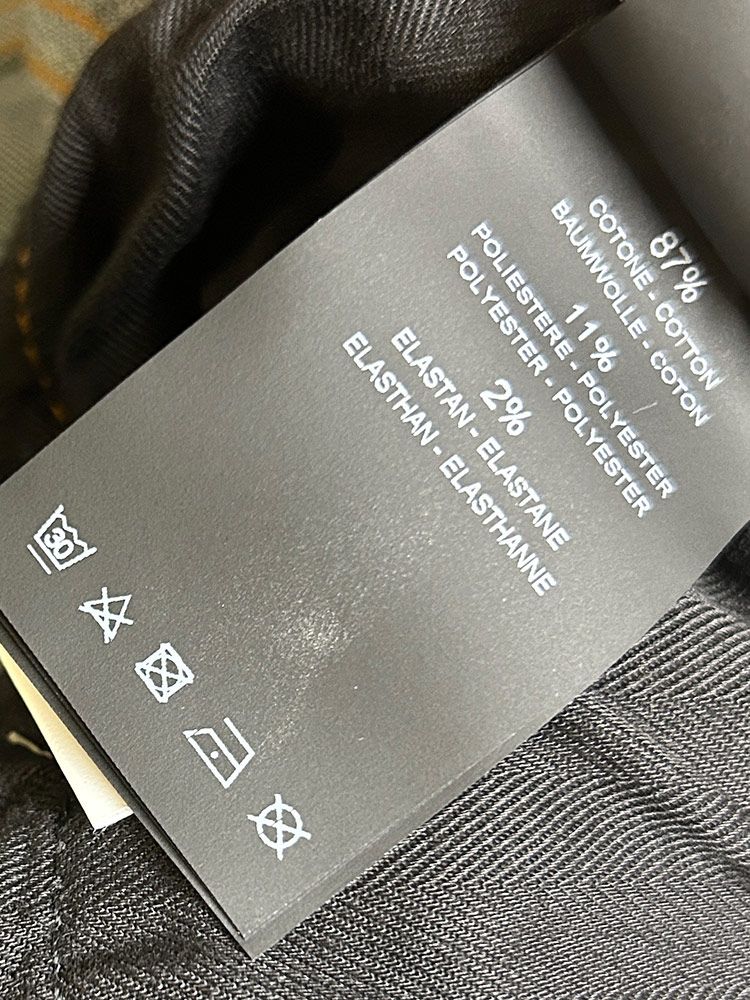 87%
COTONE - COTTON
BAUMWOLLE - COTON
11%
POLIESTERE - POLYESTER
POLYESTER - POLYESTER
2%
ELASTAN - ELASTANE
ELASTHAN - ELASTHANNE
30